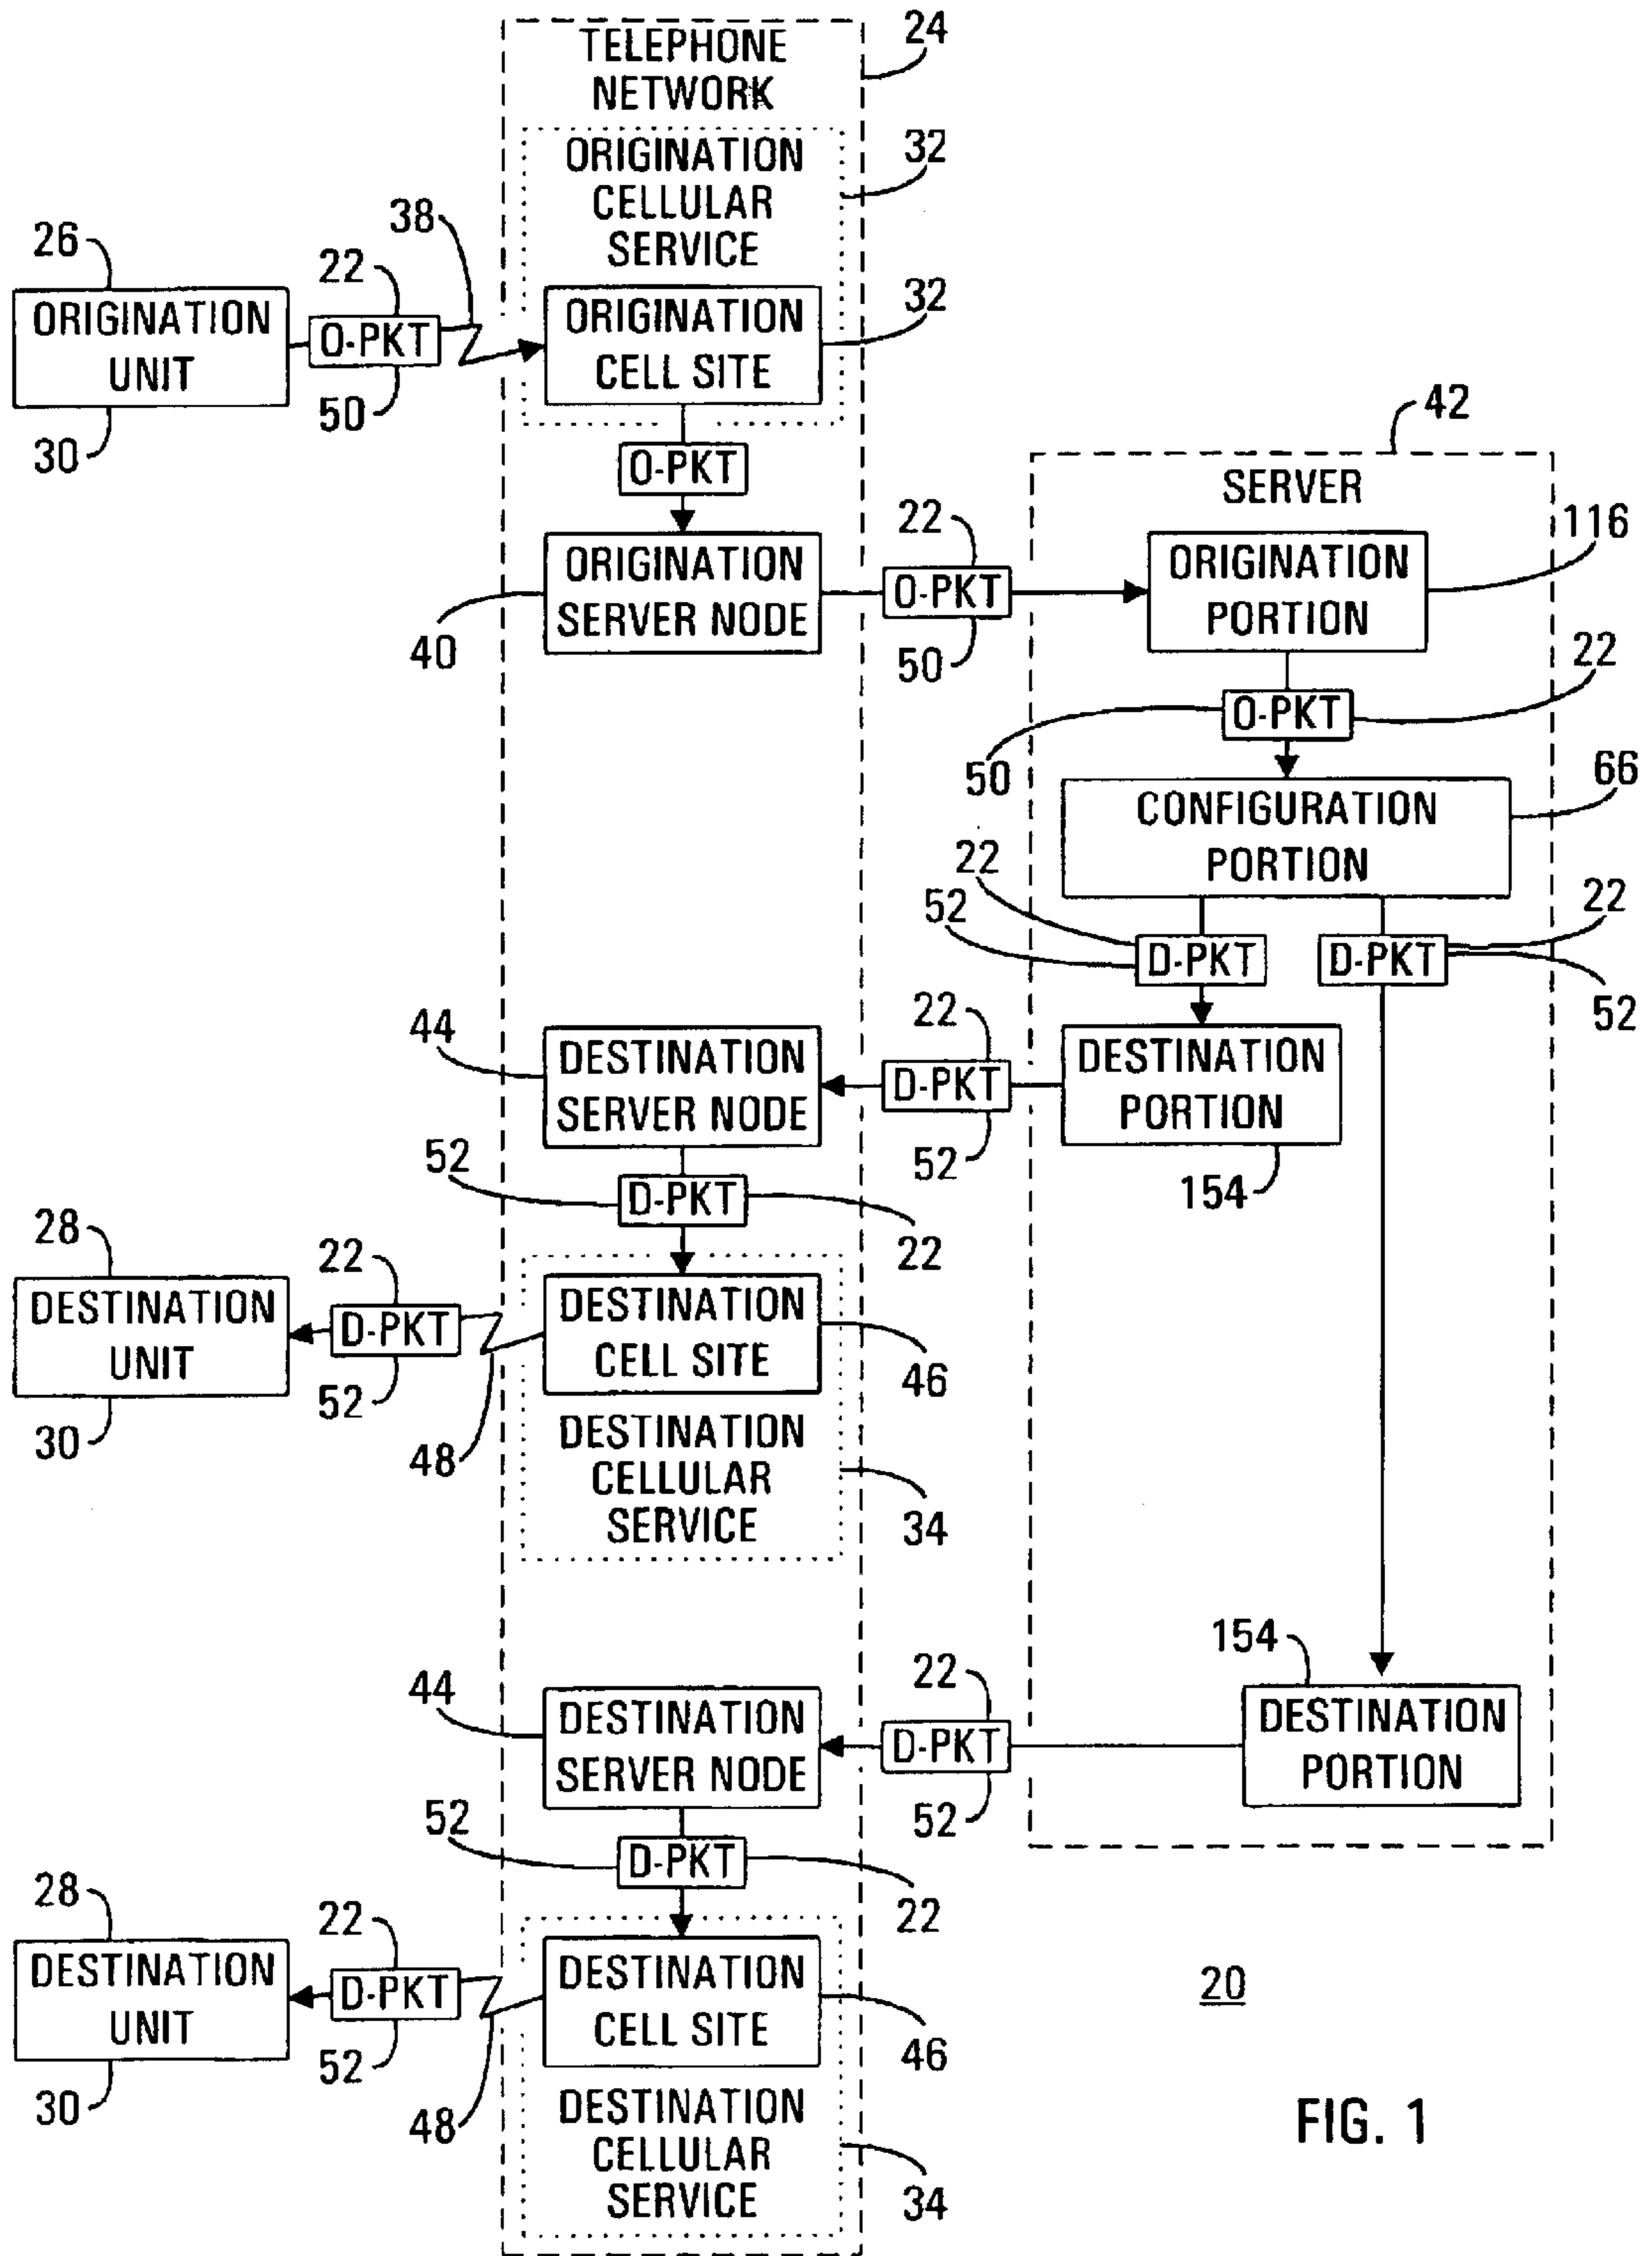 24
TELEPHONE
NETWORK
32
ORIGINATION
CELLULAR
SERVICE
38
26
22
32
ORIGINATION
UNIT
O-PKT
ORIGINATION
CELL SITE
50
30
42
O-PKT
SERVER
22
116
ORIGINATION
SERVER NODE
O-PKT
ORIGINATION
PORTION
40
50
22
O-PKT
50
66
CONFIGURATION
PORTION
22
52
22
D-PKT
D-PKT
52
44
22
DESTINATION
SERVER NODE
D-PKT
DESTINATION
PORTION
52
52
154
D-PKT
28
22
22
DESTINATION
UNIT
D-PKT
DESTINATION
CELL SITE
52
46
30
48
DESTINATION
CELLULAR
SERVICE
34
154
44
22
DESTINATION
SERVER NODE
D-PKT
DESTINATION
PORTION
52
52
D-PKT
28
22
22
DESTINATION
UNIT
D-PKT
DESTINATION
CELL SITE
20
52
46
30
48
DESTINATION
CELLULAR
SERVICE
34
FIG. 1